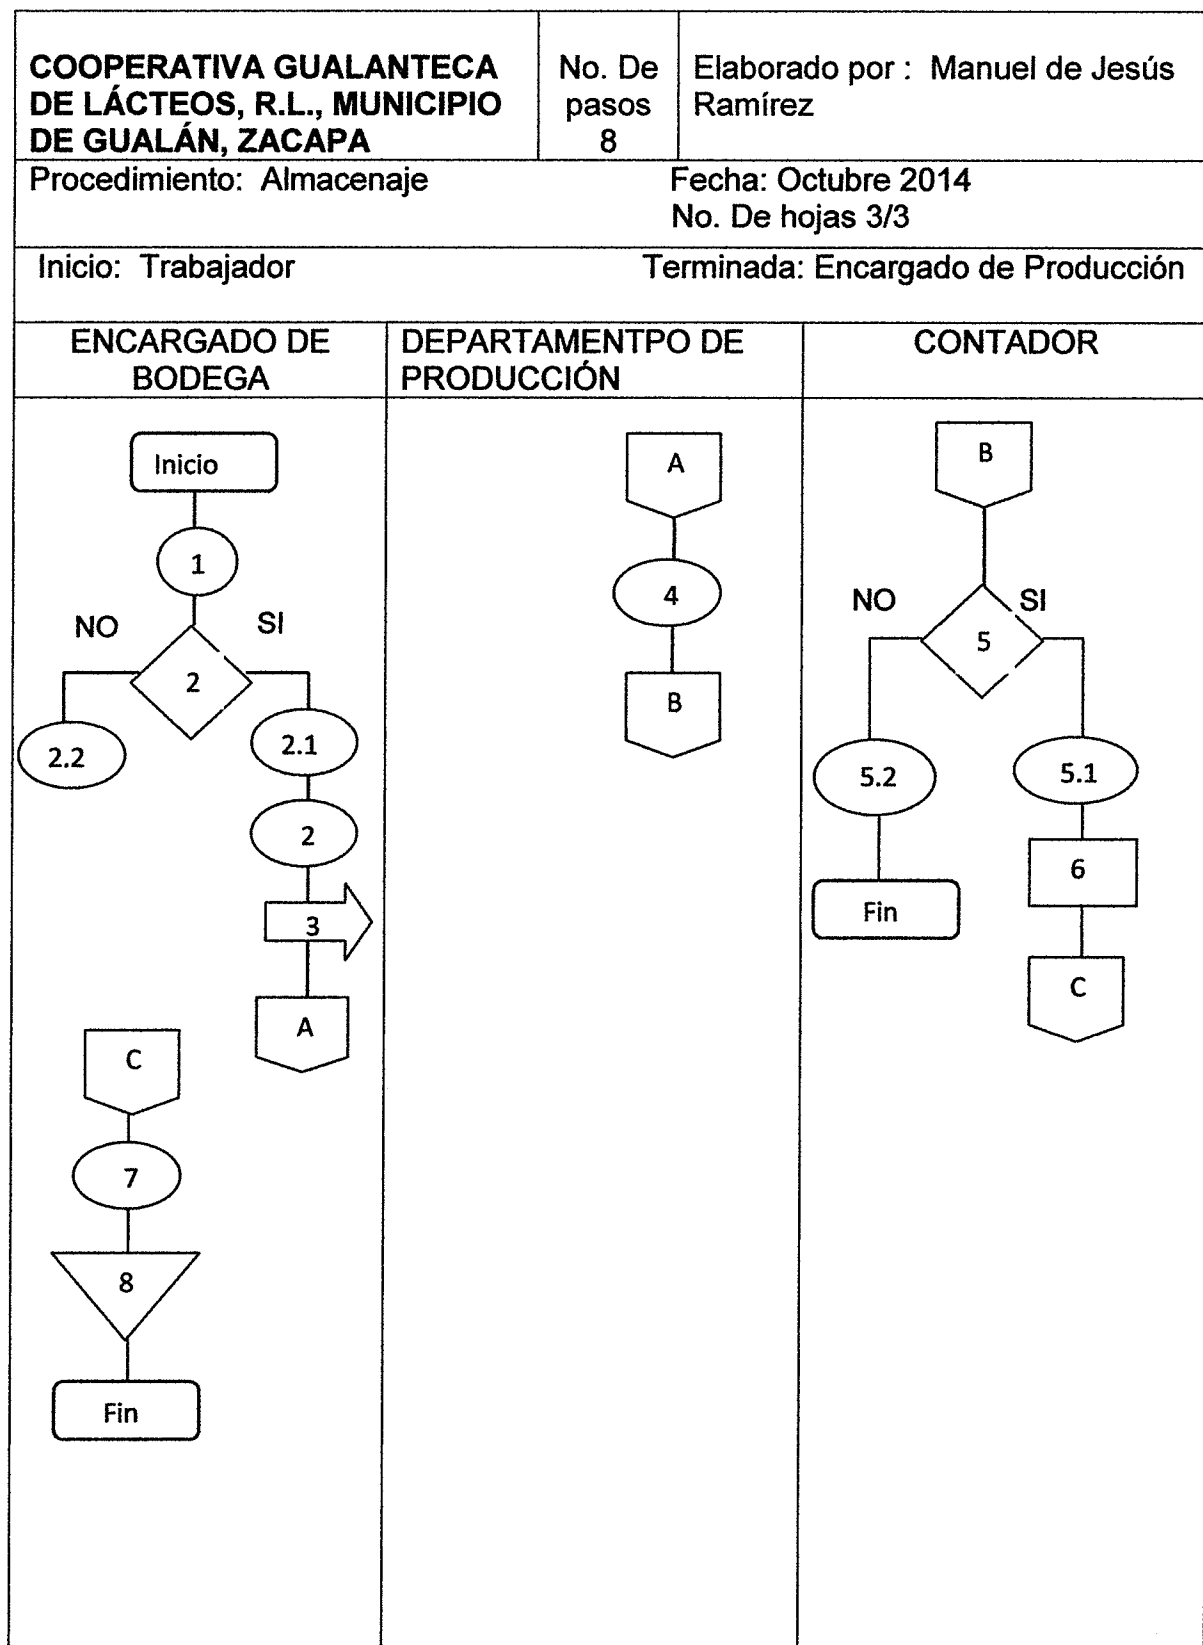 COOPERATIVA GUALANTECA
DE LÁCTEOS, R.L., MUNICIPIO
DE GUALÁN, ZACAPA
No. De
pasos
8
Elaborado por : Manuel de Jesús
Ramírez
Procedimiento: Almacenaje
Fecha: Octubre 2014
No. De hojas 3/3
Inicio: Trabajador
Terminada: Encargado de Producción
ENCARGADO DE
BODEGA
DEPARTAMENTPO DE
PRODUCCIÓN
CONTADOR
Inicio
1
NO
SI
2
2.2
2.1
2
3
A
C
7
8
Fin
A
4
B
B
NO
SI
5
5.2
5.1
6
Fin
C